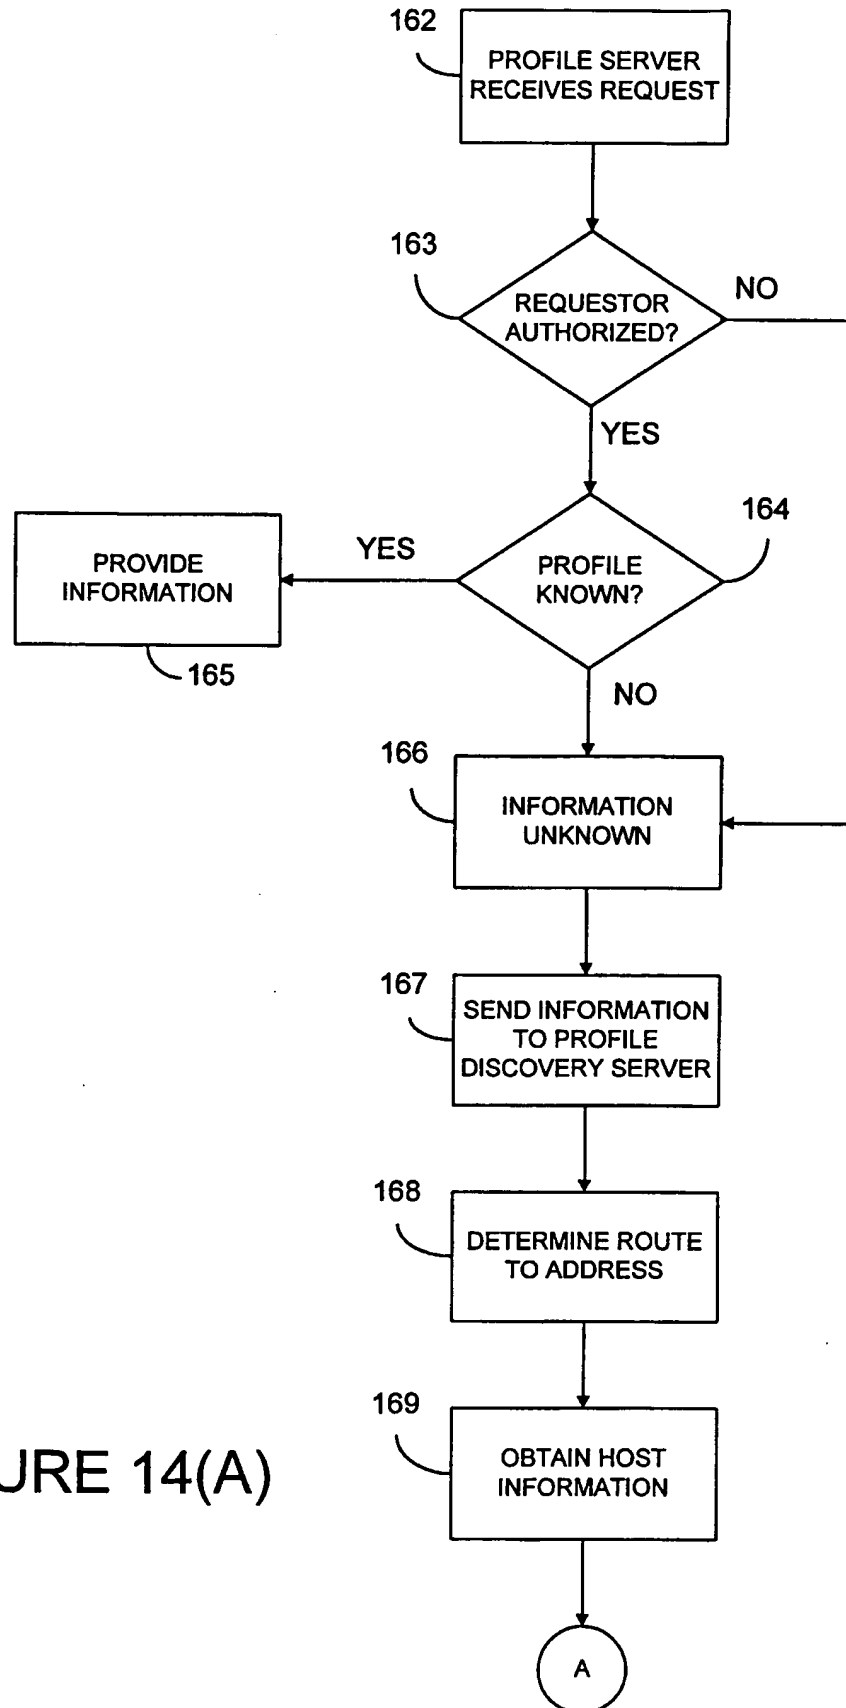 162
PROFILE SERVER
RECEIVES REQUEST
163
REQUESTOR
AUTHORIZED?
NO
YES
164
PROFILE
KNOWN?
YES
PROVIDE
INFORMATION
165
NO
166
INFORMATION
UNKNOWN
167
SEND INFORMATION
TO PROFILE
DISCOVERY SERVER
168
DETERMINE ROUTE
TO ADDRESS
169
OBTAIN HOST
INFORMATION
URE 14(A)
A